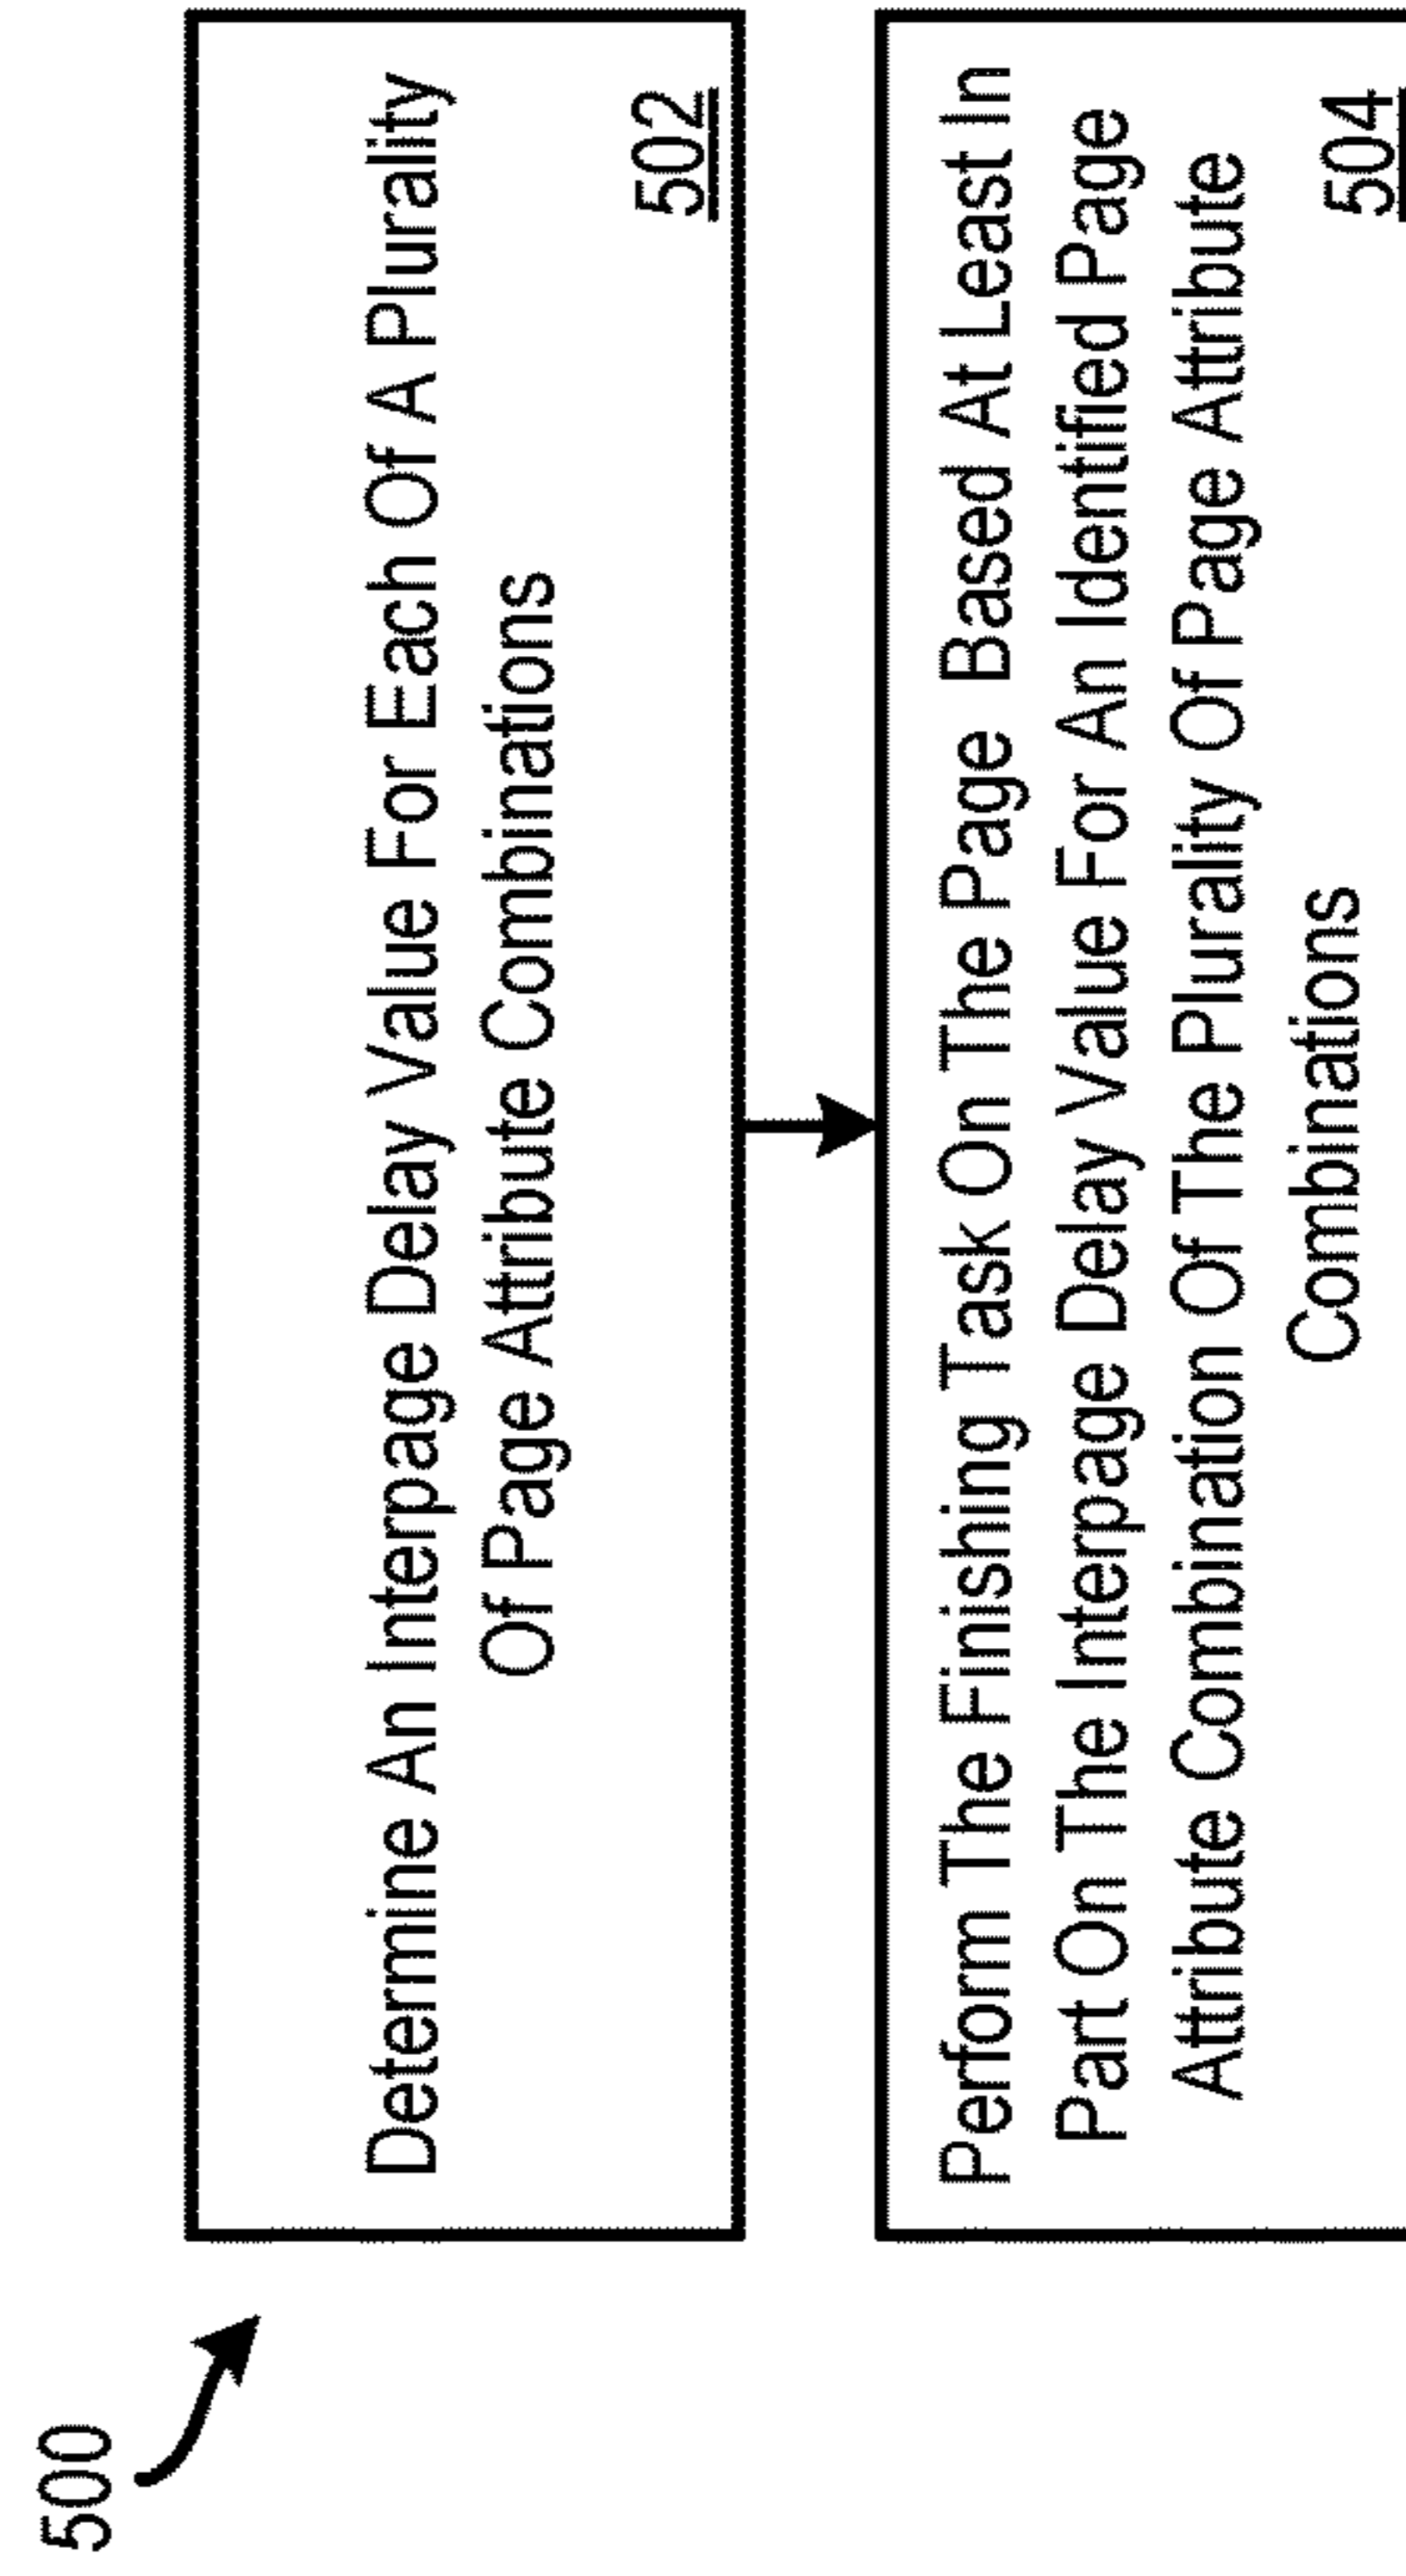 500
Determine An Interpage Delay Value For Each Of A Plurality
Of Page Attribute Combinations
502
Perform The Finishing Task On The Page Based At Least In
Part On The Interpage Delay Value For An Identified Page
Attribute Combination Of The Plurality Of Page Attribute
Combinations
504